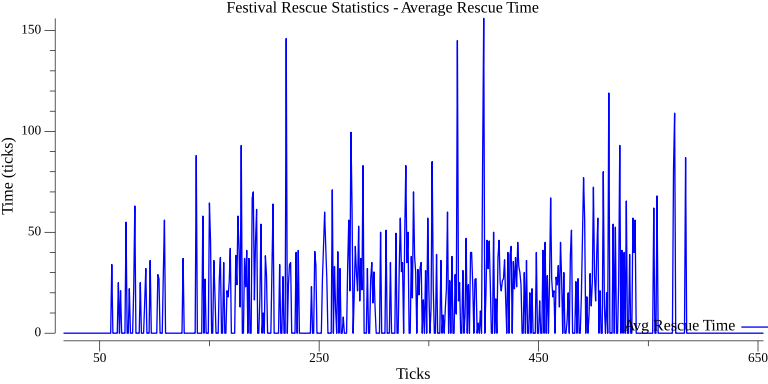 Festival Rescue Statistics - Average Rescue Time
150
100
50
0
Time (ticks)
Avg Rescue Time
50
250
450
650
Ticks